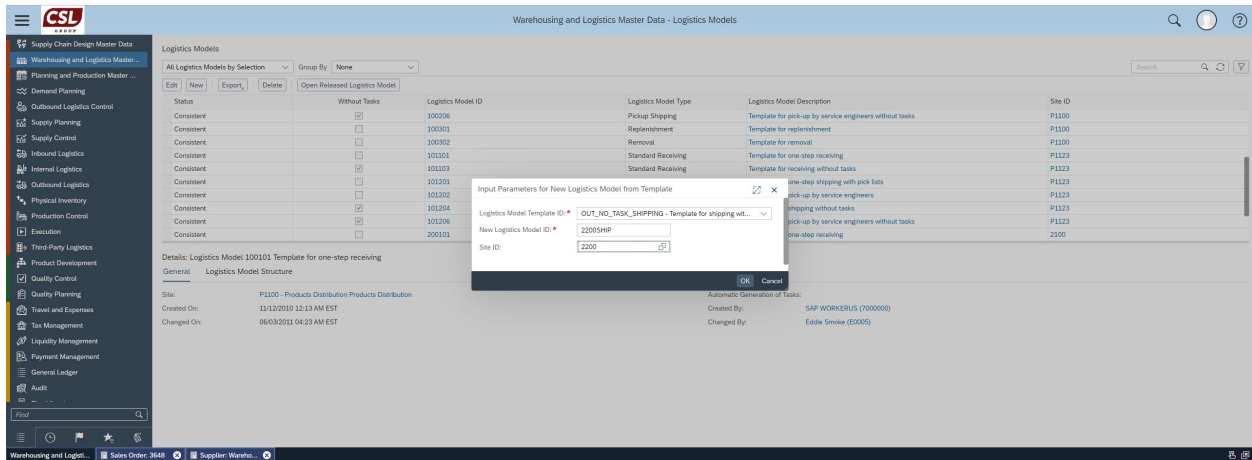 CSL
GROUP
Warehousing and Logistics Master Data - Logistics Models
Supply Chain Design Master Data
Warehousing and Logistics Master...
Planning and Production Master ...
Demand Planning
Outbound Logistics Control
Supply Planning
Supply Control
Inbound Logistics
Internal Logistics
Outbound Logistics
Physical Inventory
Production Control
Execution
Third-Party Logistics
Product Development
Quality Control
Quality Planning
Travel and Expenses
Tax Management
Liquidity Management
Payment Management
General Ledger
Audit
Find
Logistics Models
All Logistics Models by Selection Group By None Search
Edit New Export Delete Open Released Logistics Model
Status Without Tasks Logistics Model ID Logistics Model Type Logistics Model Description Site ID
Consistent 100206 Pickup Shipping Template for pick-up by service engineers without tasks P1100
Consistent 100301 Replenishment Template for replenishment P1100
Consistent 100302 Removal Template for removal P1100
Consistent 101101 Standard Receiving Template for one-step receiving P1123
Consistent 101103 Standard Receiving Template for receiving without tasks P1123
Consistent 101201 one-step shipping with pick lists P1123
Consistent 101202 pick-up by service engineers P1123
Consistent 101204 shipping without tasks P1123
Consistent 101206 pick-up by service engineers without tasks P1123
Consistent 200101 one-step receiving 2100
Input Parameters for New Logistics Model from Template
Logistics Model Template ID: * OUT_NO_TASK_SHIPPING - Template for shipping wit...
New Logistics Model ID: * 2200SHIP
Site ID: 2200
OK Cancel
Details: Logistics Model 100101 Template for one-step receiving
General Logistics Model Structure
Site: P1100 - Products Distribution Products Distribution Automatic Generation of Tasks:
Created On: 11/12/2010 12:13 AM EST Created By: SAP WORKERUS (7000000)
Changed On: 06/03/2011 04:23 AM EST Changed By: Eddie Smoke (E0005)
Warehousing and Logisti... Sales Order: 3648 Supplier: Wareho...